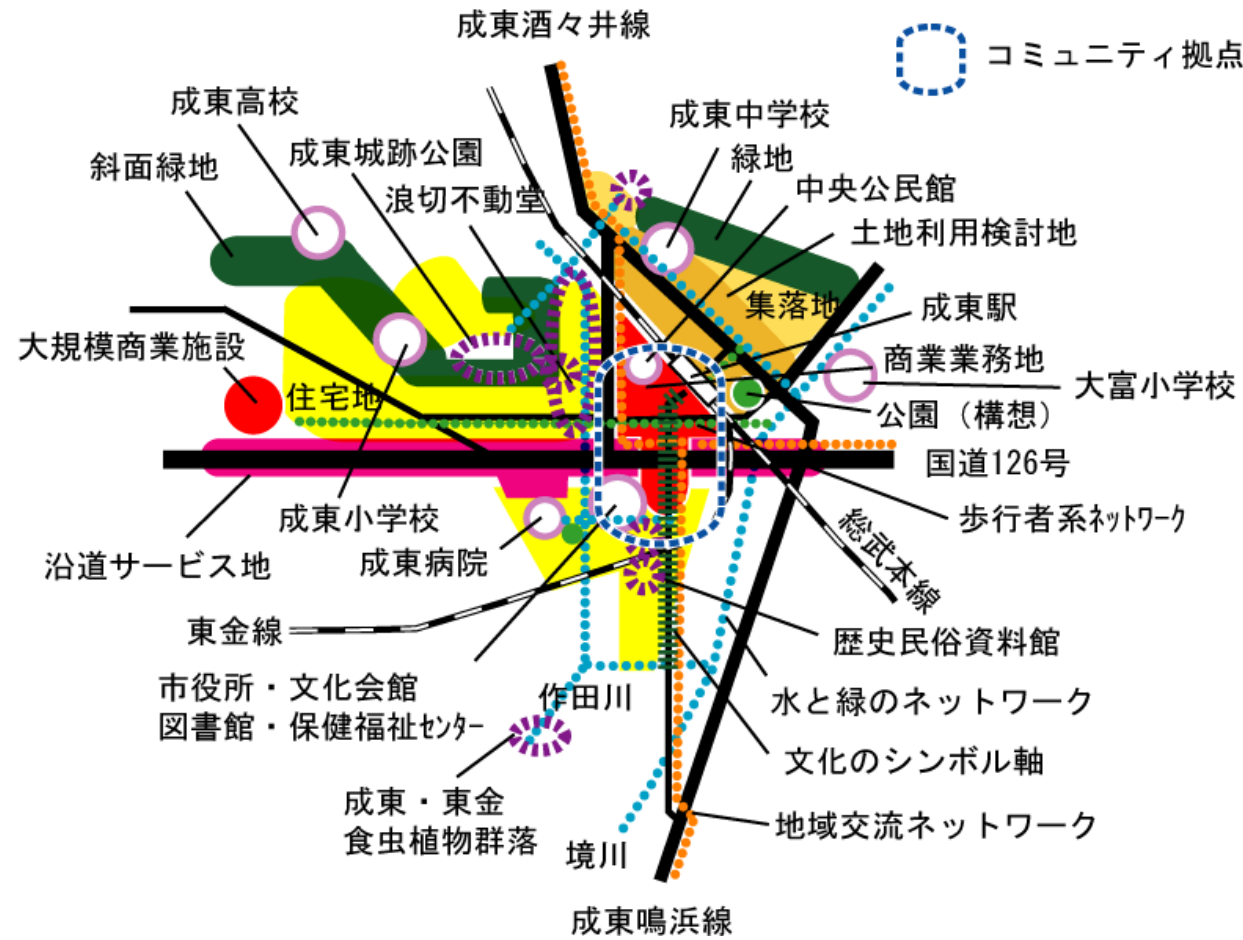 成東酒々井線
コミュニティ拠点
成東高校
成東中学校
斜面緑地
成東城跡公園
緑地
浪切不動堂
中央公民館
土地利用検討地
集落地
成東駅
大規模商業施設
商業業務地
住宅地
大富小学校
公園（構想）
国道126号
成東小学校
歩行者系ネットワーク
沿道サービス地
成東病院
総武本線
東金線
歴史民俗資料館
市役所・文化会館
図書館・保健福祉センター
作田川
水と緑のネットワーク
文化のシンボル軸
成東・東金
食虫植物群落
境川
地域交流ネットワーク
成東鳴浜線